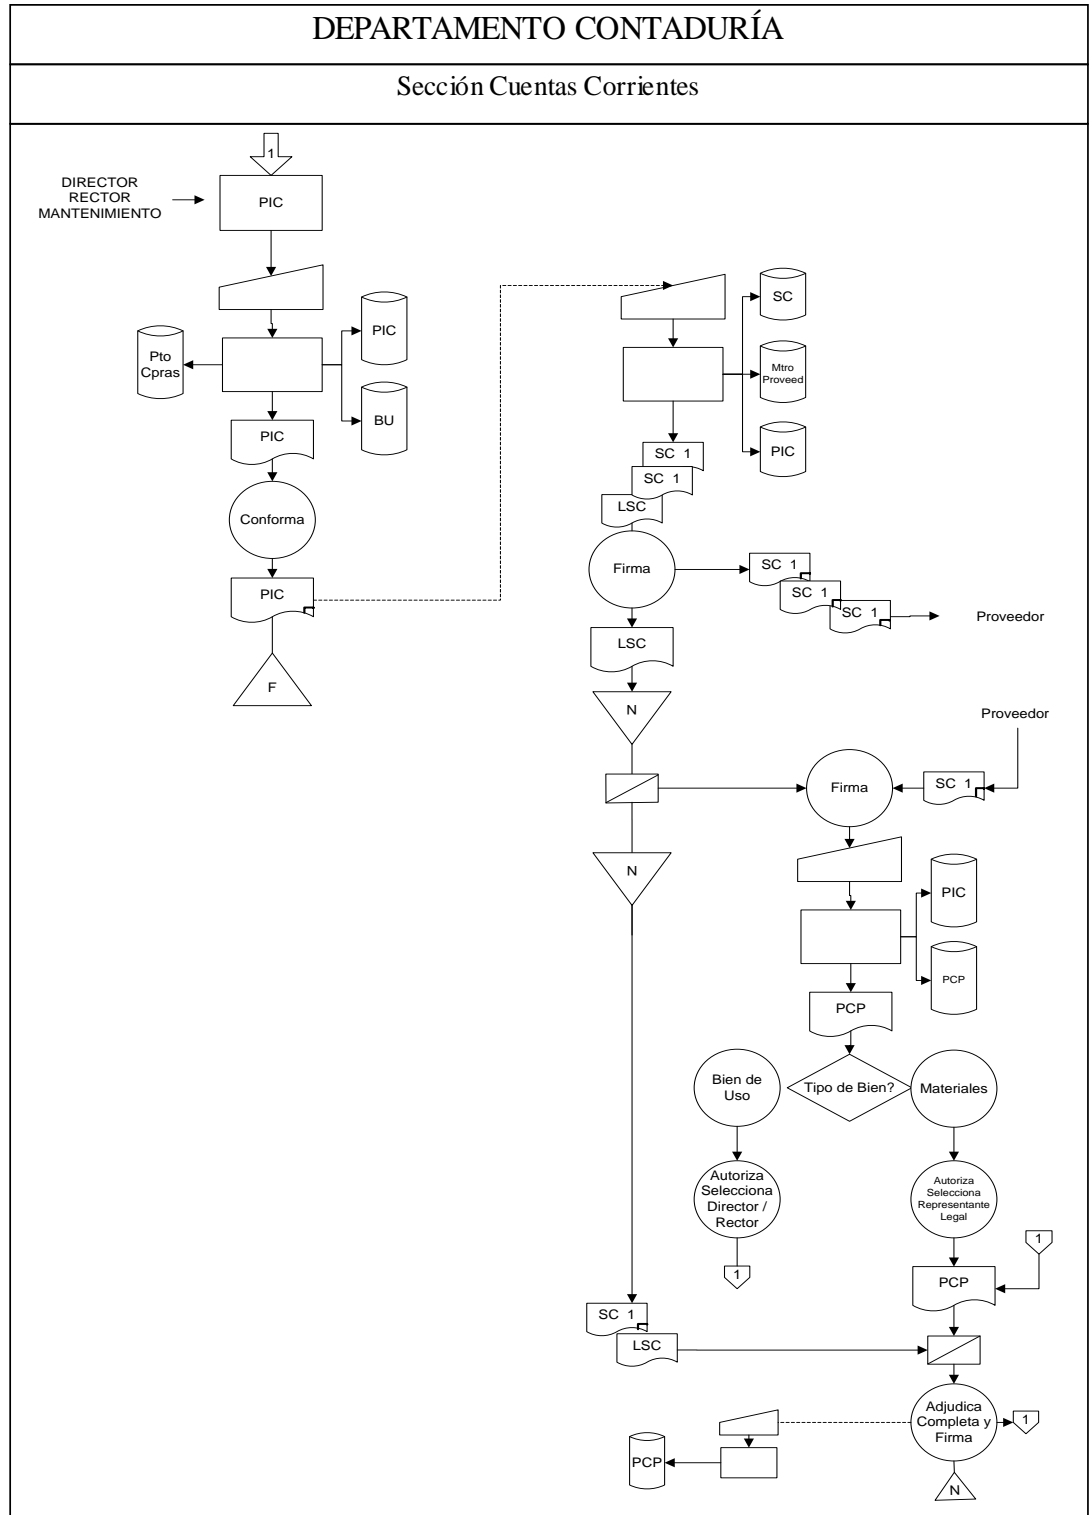 DEPARTAMENTO CONTADURÍA
Sección Cuentas Corrientes
1
DIRECTOR
RECTOR
MANTENIMIENTO
PIC
Pto
Cpras
PIC
BU
PIC
Conforma
PIC
F
SC
Mtro
Proveed
PIC
SC 1
SC 1
LSC
Firma
SC 1
SC 1
SC 1
Proveedor
LSC
N
Proveedor
Firma
SC 1
N
PIC
PCP
PCP
Bien de
Uso
Tipo de Bien?
Materiales
Autoriza
Selecciona
Director /
Rector
Autoriza
Selecciona
Representante
Legal
1
1
PCP
SC 1
LSC
Adjudica
Completa y
Firma
1
PCP
N